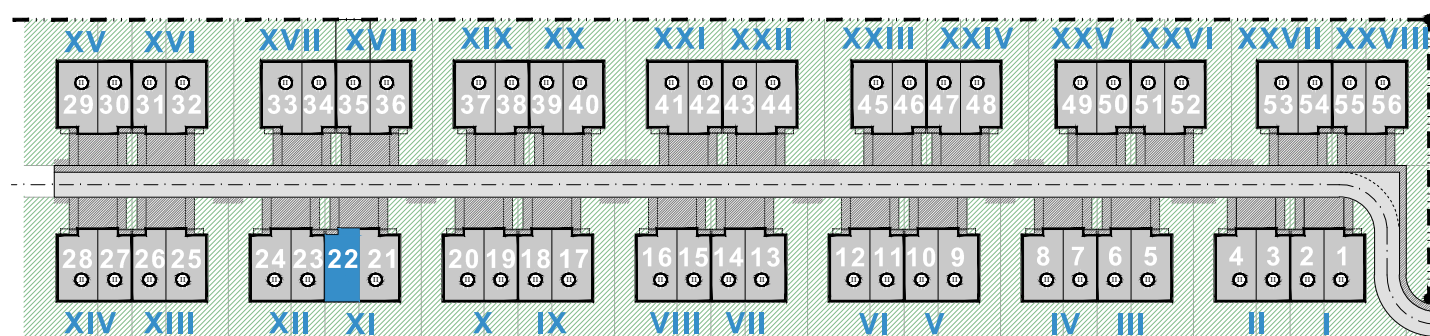 XV XVI XVII XVIII XIX XX XXI XXII XXIII XXIV XXV XXVI XXVII XXVIII
29 30 31 32 33 34 35 36 37 38 39 40 41 42 43 44 45 46 47 48 49 50 51 52 53 54 55 56
28 27 26 25 24 23 22 21 20 19 18 17 16 15 14 13 12 11 10 9 8 7 6 5 4 3 2 1
XIV XIII XII XI X IX VIII VII VI V IV III II I